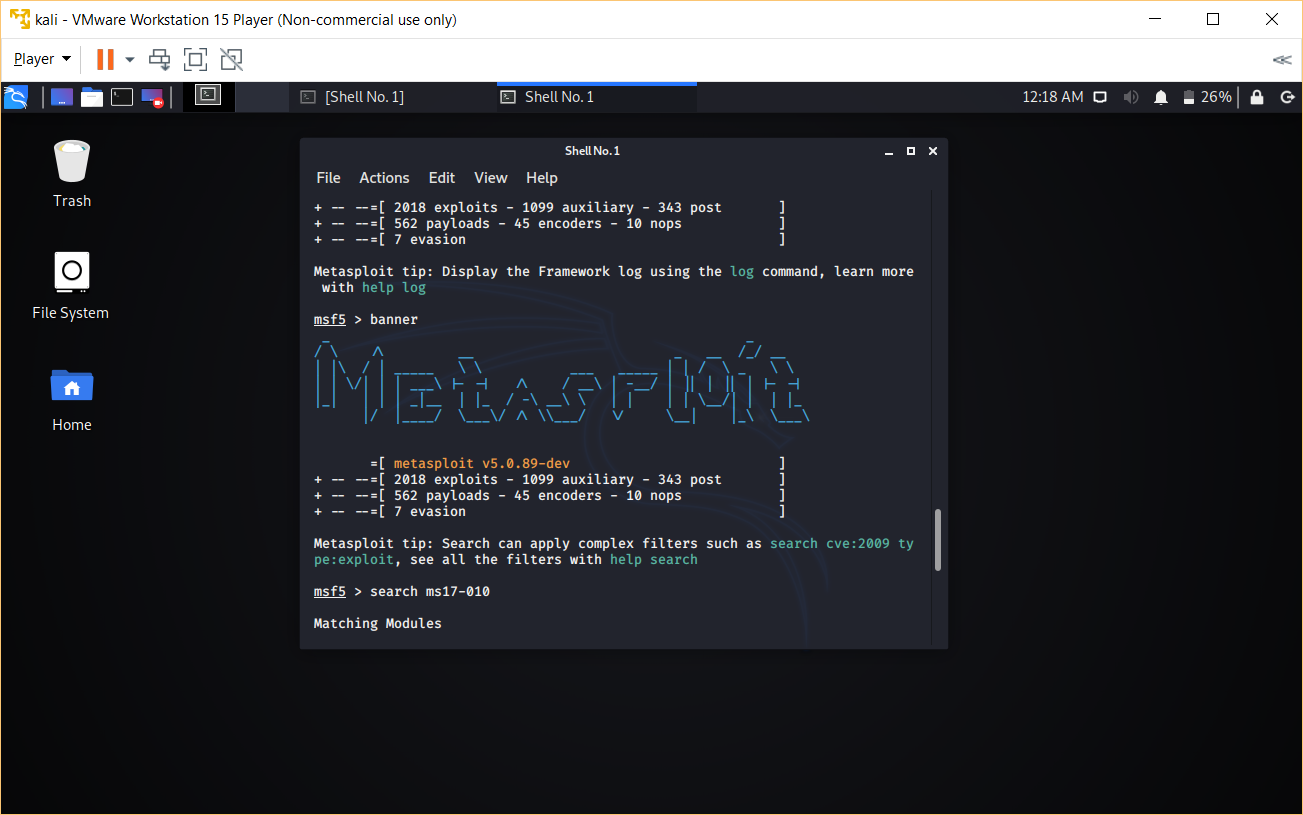 kali - VMware Workstation 15 Player (Non-commercial use only)
Player
[Shell No. 1]
Shell No. 1
12:18 AM
26%
Trash
File System
Home
Shell No.1
File Actions Edit View Help
+ -- --=[ 2018 exploits - 1099 auxiliary - 343 post ]
+ -- --=[ 562 payloads - 45 encoders - 10 nops ]
+ -- --=[ 7 evasion ]
Metasploit tip: Display the Framework log using the log command, learn more
with help log
msf5 > banner
Metasploit
=[ metasploit v5.0.89-dev ]
+ -- --=[ 2018 exploits - 1099 auxiliary - 343 post ]
+ -- --=[ 562 payloads - 45 encoders - 10 nops ]
+ -- --=[ 7 evasion ]
Metasploit tip: Search can apply complex filters such as search cve:2009 ty
pe:exploit, see all the filters with help search
msf5 > search ms17-010
Matching Modules